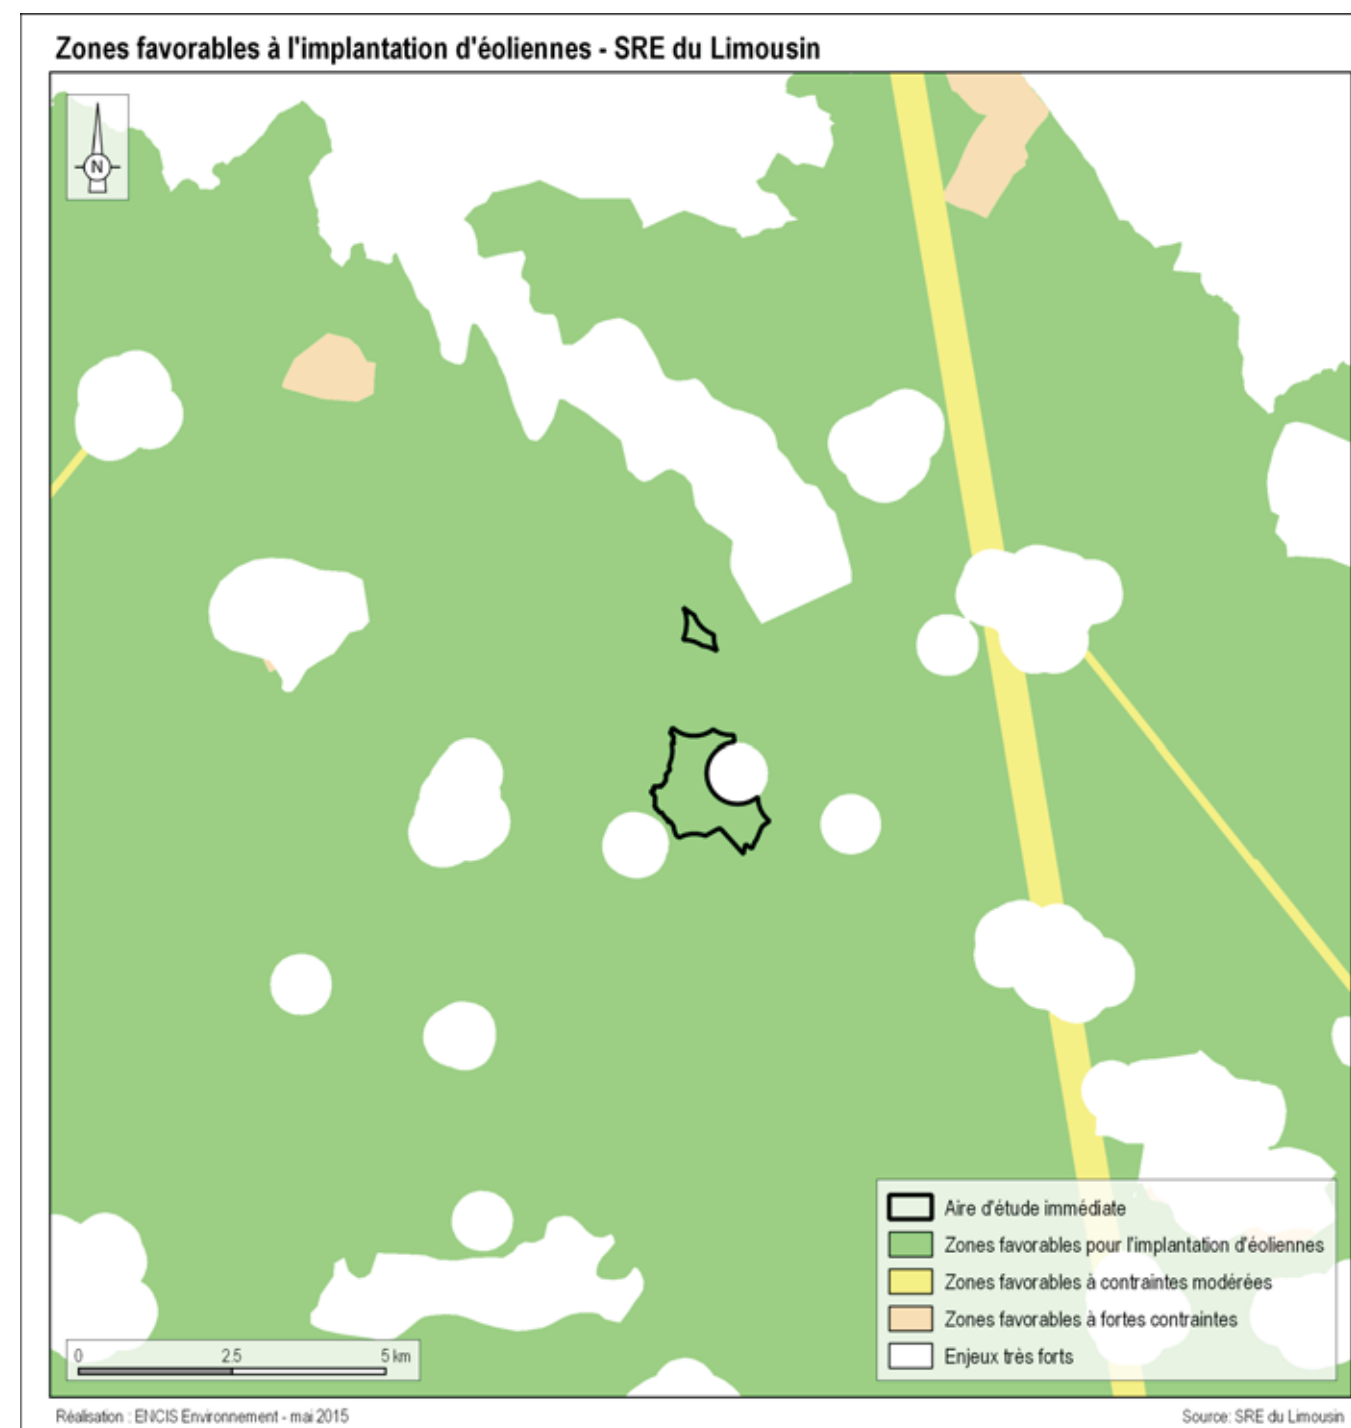 Zones favorables à l'implantation d'éoliennes - SRE du Limousin
N
Aire d'étude immédiate
Zones favorables pour l'implantation d'éoliennes
Zones favorables à contraintes modérées
Zones favorables à fortes contraintes
Enjeux très forts
0 2.5 5 km
Réalisation : ENCIS Environnement - mai 2015
Source: SRE du Limousin